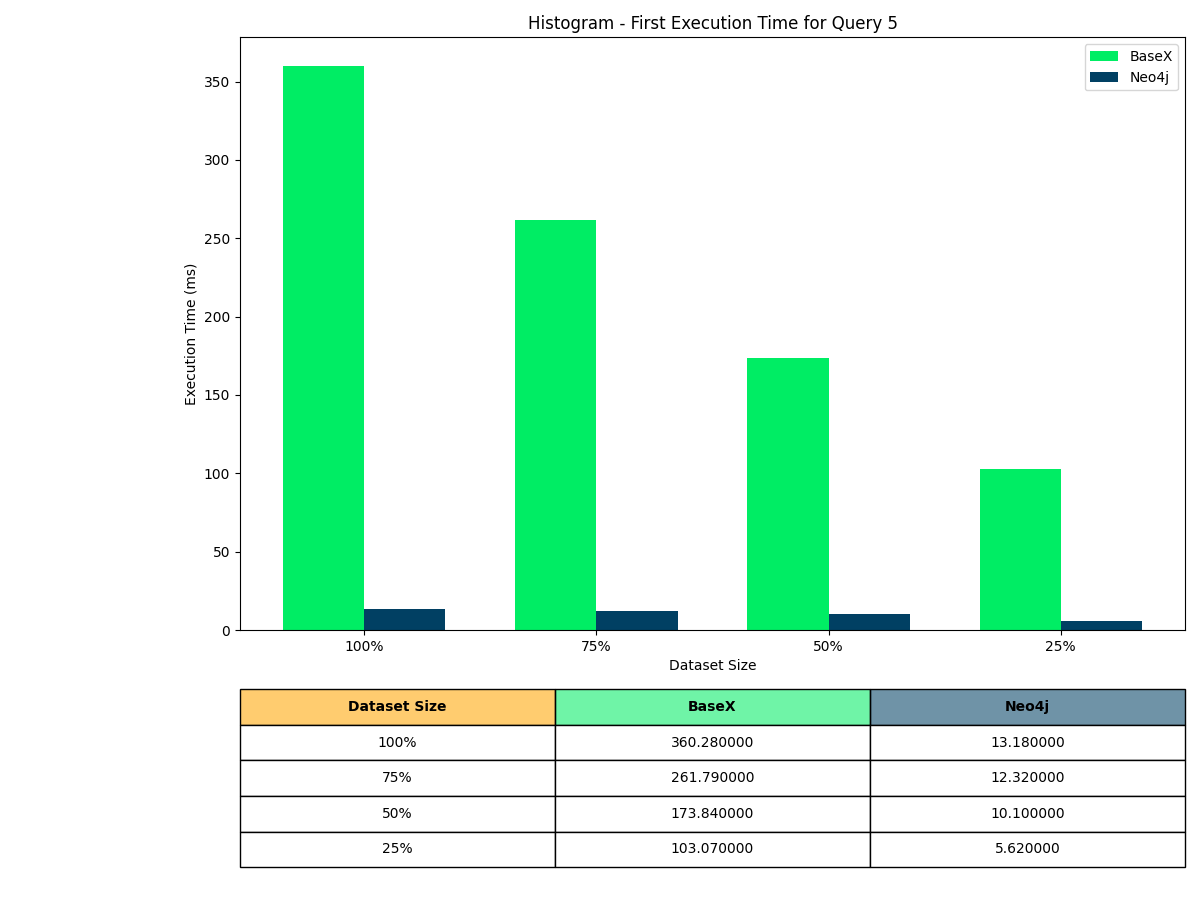 Histogram - First Execution Time for Query 5
BaseX
Neo4j
Execution Time (ms)
350
300
250
200
150
100
50
0
100% 75% 50% 25%
Dataset Size
Dataset Size BaseX Neo4j
100% 360.280000 13.180000
75% 261.790000 12.320000
50% 173.840000 10.100000
25% 103.070000 5.620000